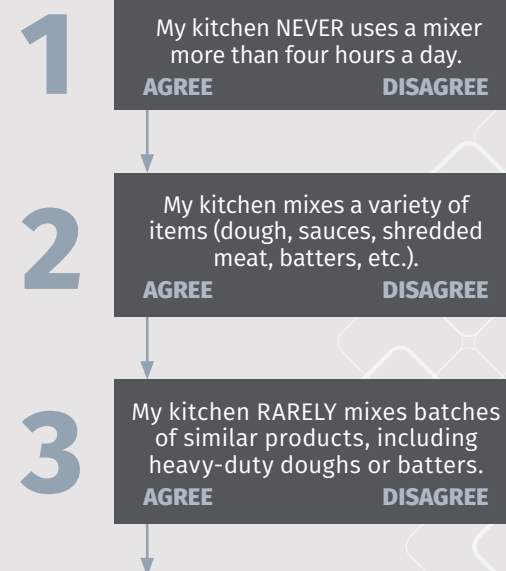 1
My kitchen NEVER uses a mixer
more than four hours a day.
AGREE DISAGREE
2
My kitchen mixes a variety of
items (dough, sauces, shredded
meat, batters, etc.).
AGREE DISAGREE
3
My kitchen RARELY mixes batches
of similar products, including
heavy-duty doughs or batters.
AGREE DISAGREE